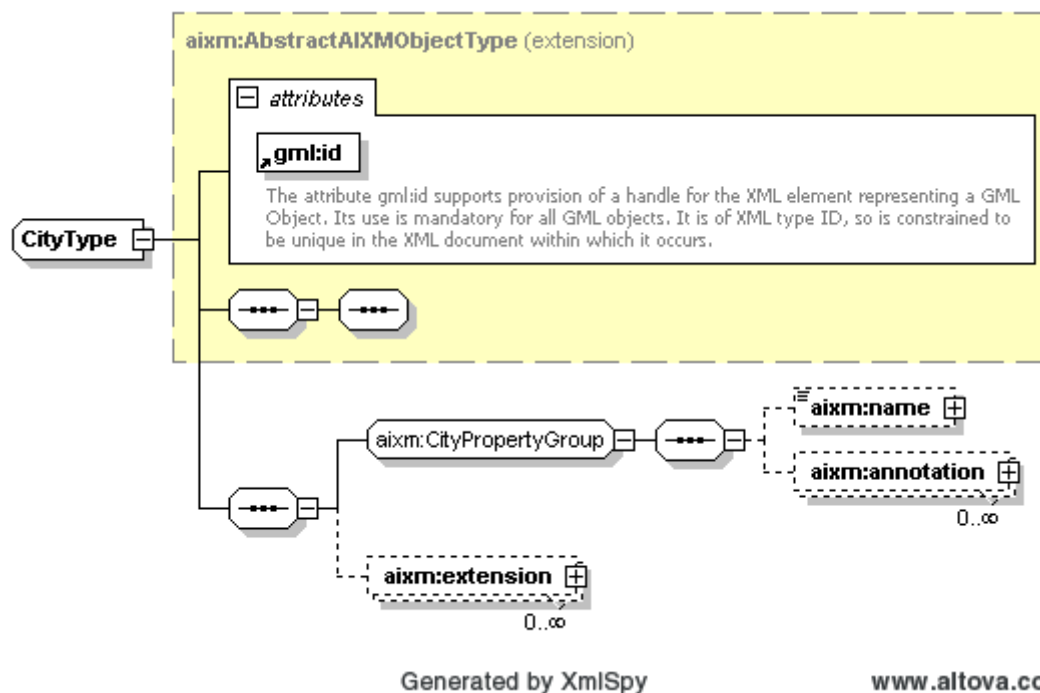 aixm:AbstractAIXMObjectType (extension)
attributes
gml:id
The attribute gml:id supports provision of a handle for the XML element representing a GML
Object. Its use is mandatory for all GML objects. It is of XML type ID, so is constrained to
be unique in the XML document within which it occurs.
CityType
aixm:name
aixm:CityPropertyGroup
aixm:annotation
0..∞
aixm:extension
0..∞
Generated by XmlSpy www.altova.co